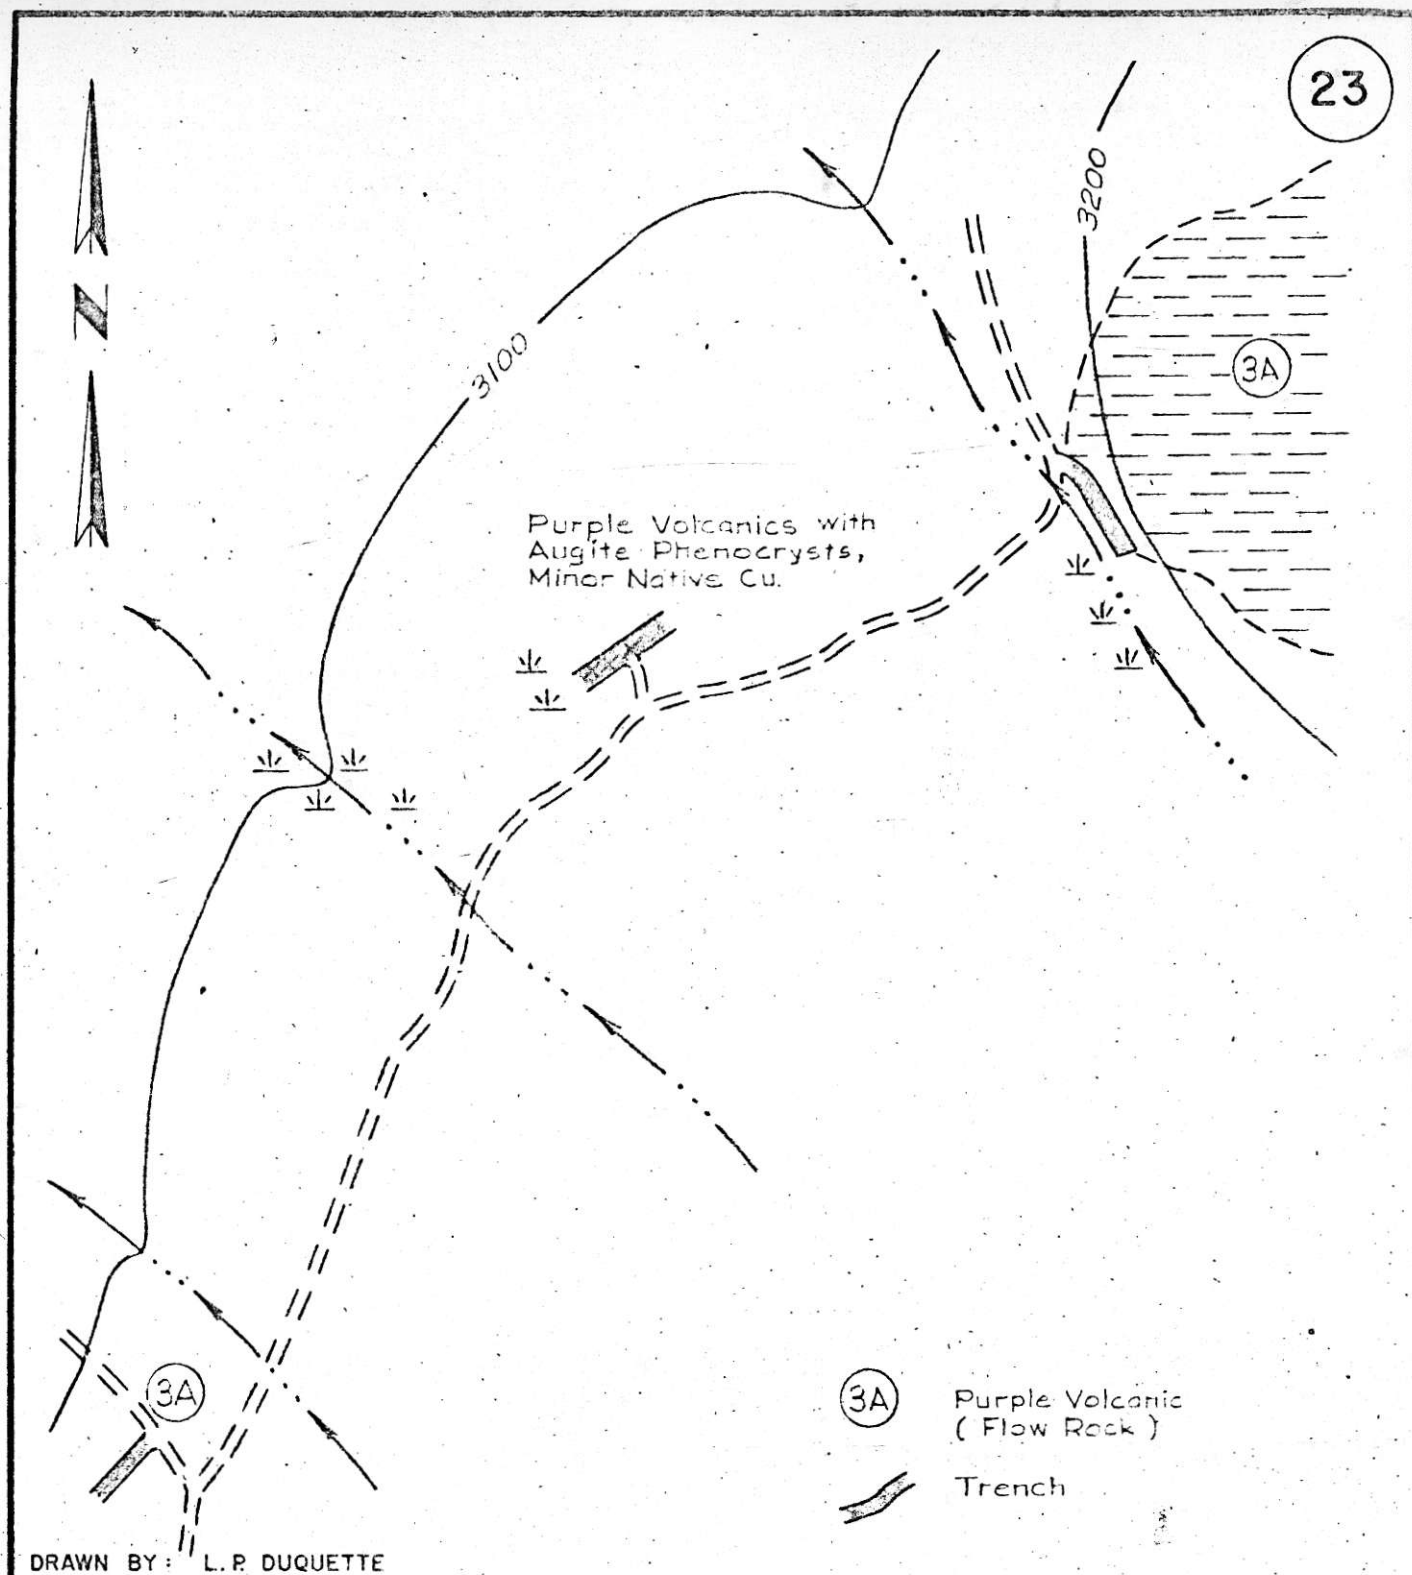 23
N
3200
3100
3A
Purple Volcanics with
Augite Phenocrysts,
Minor Native Cu.
3A
3A
Purple Volcanic
( Flow Rock )
Trench
DRAWN BY: L.P. DUQUETTE